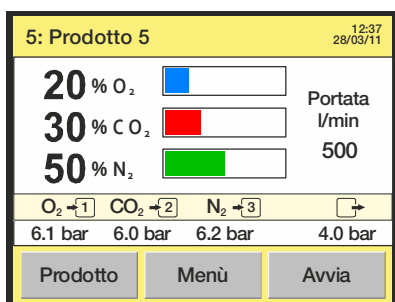 5: Prodotto 5 12:37
28/03/11
20 % O₂
30 % CO₂
50 % N₂
Portata
l/min
500
O₂ → 1 CO₂ → 2 N₂ → 3
6.1 bar 6.0 bar 6.2 bar 4.0 bar
Prodotto Menù Avvia